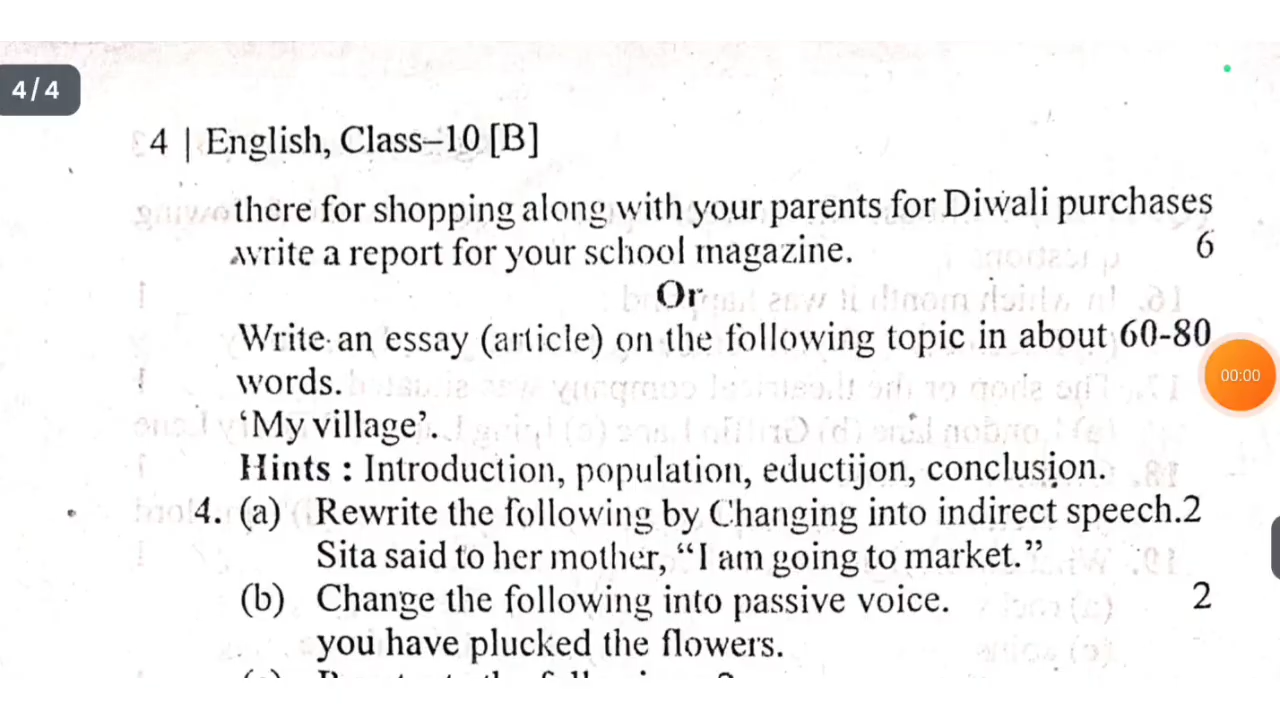 4/4
4 | English, Class–10 [B]
there for shopping along with your parents for Diwali purchases
write a report for your school magazine. 6
Or
Write an essay (article) on the following topic in about 60-80
words.
‘My village’.
Hints : Introduction, population, eductijon, conclusion.
4. (a) Rewrite the following by Changing into indirect speech.2
Sita said to her mother, “I am going to market.”
(b) Change the following into passive voice. 2
you have plucked the flowers.
00:00